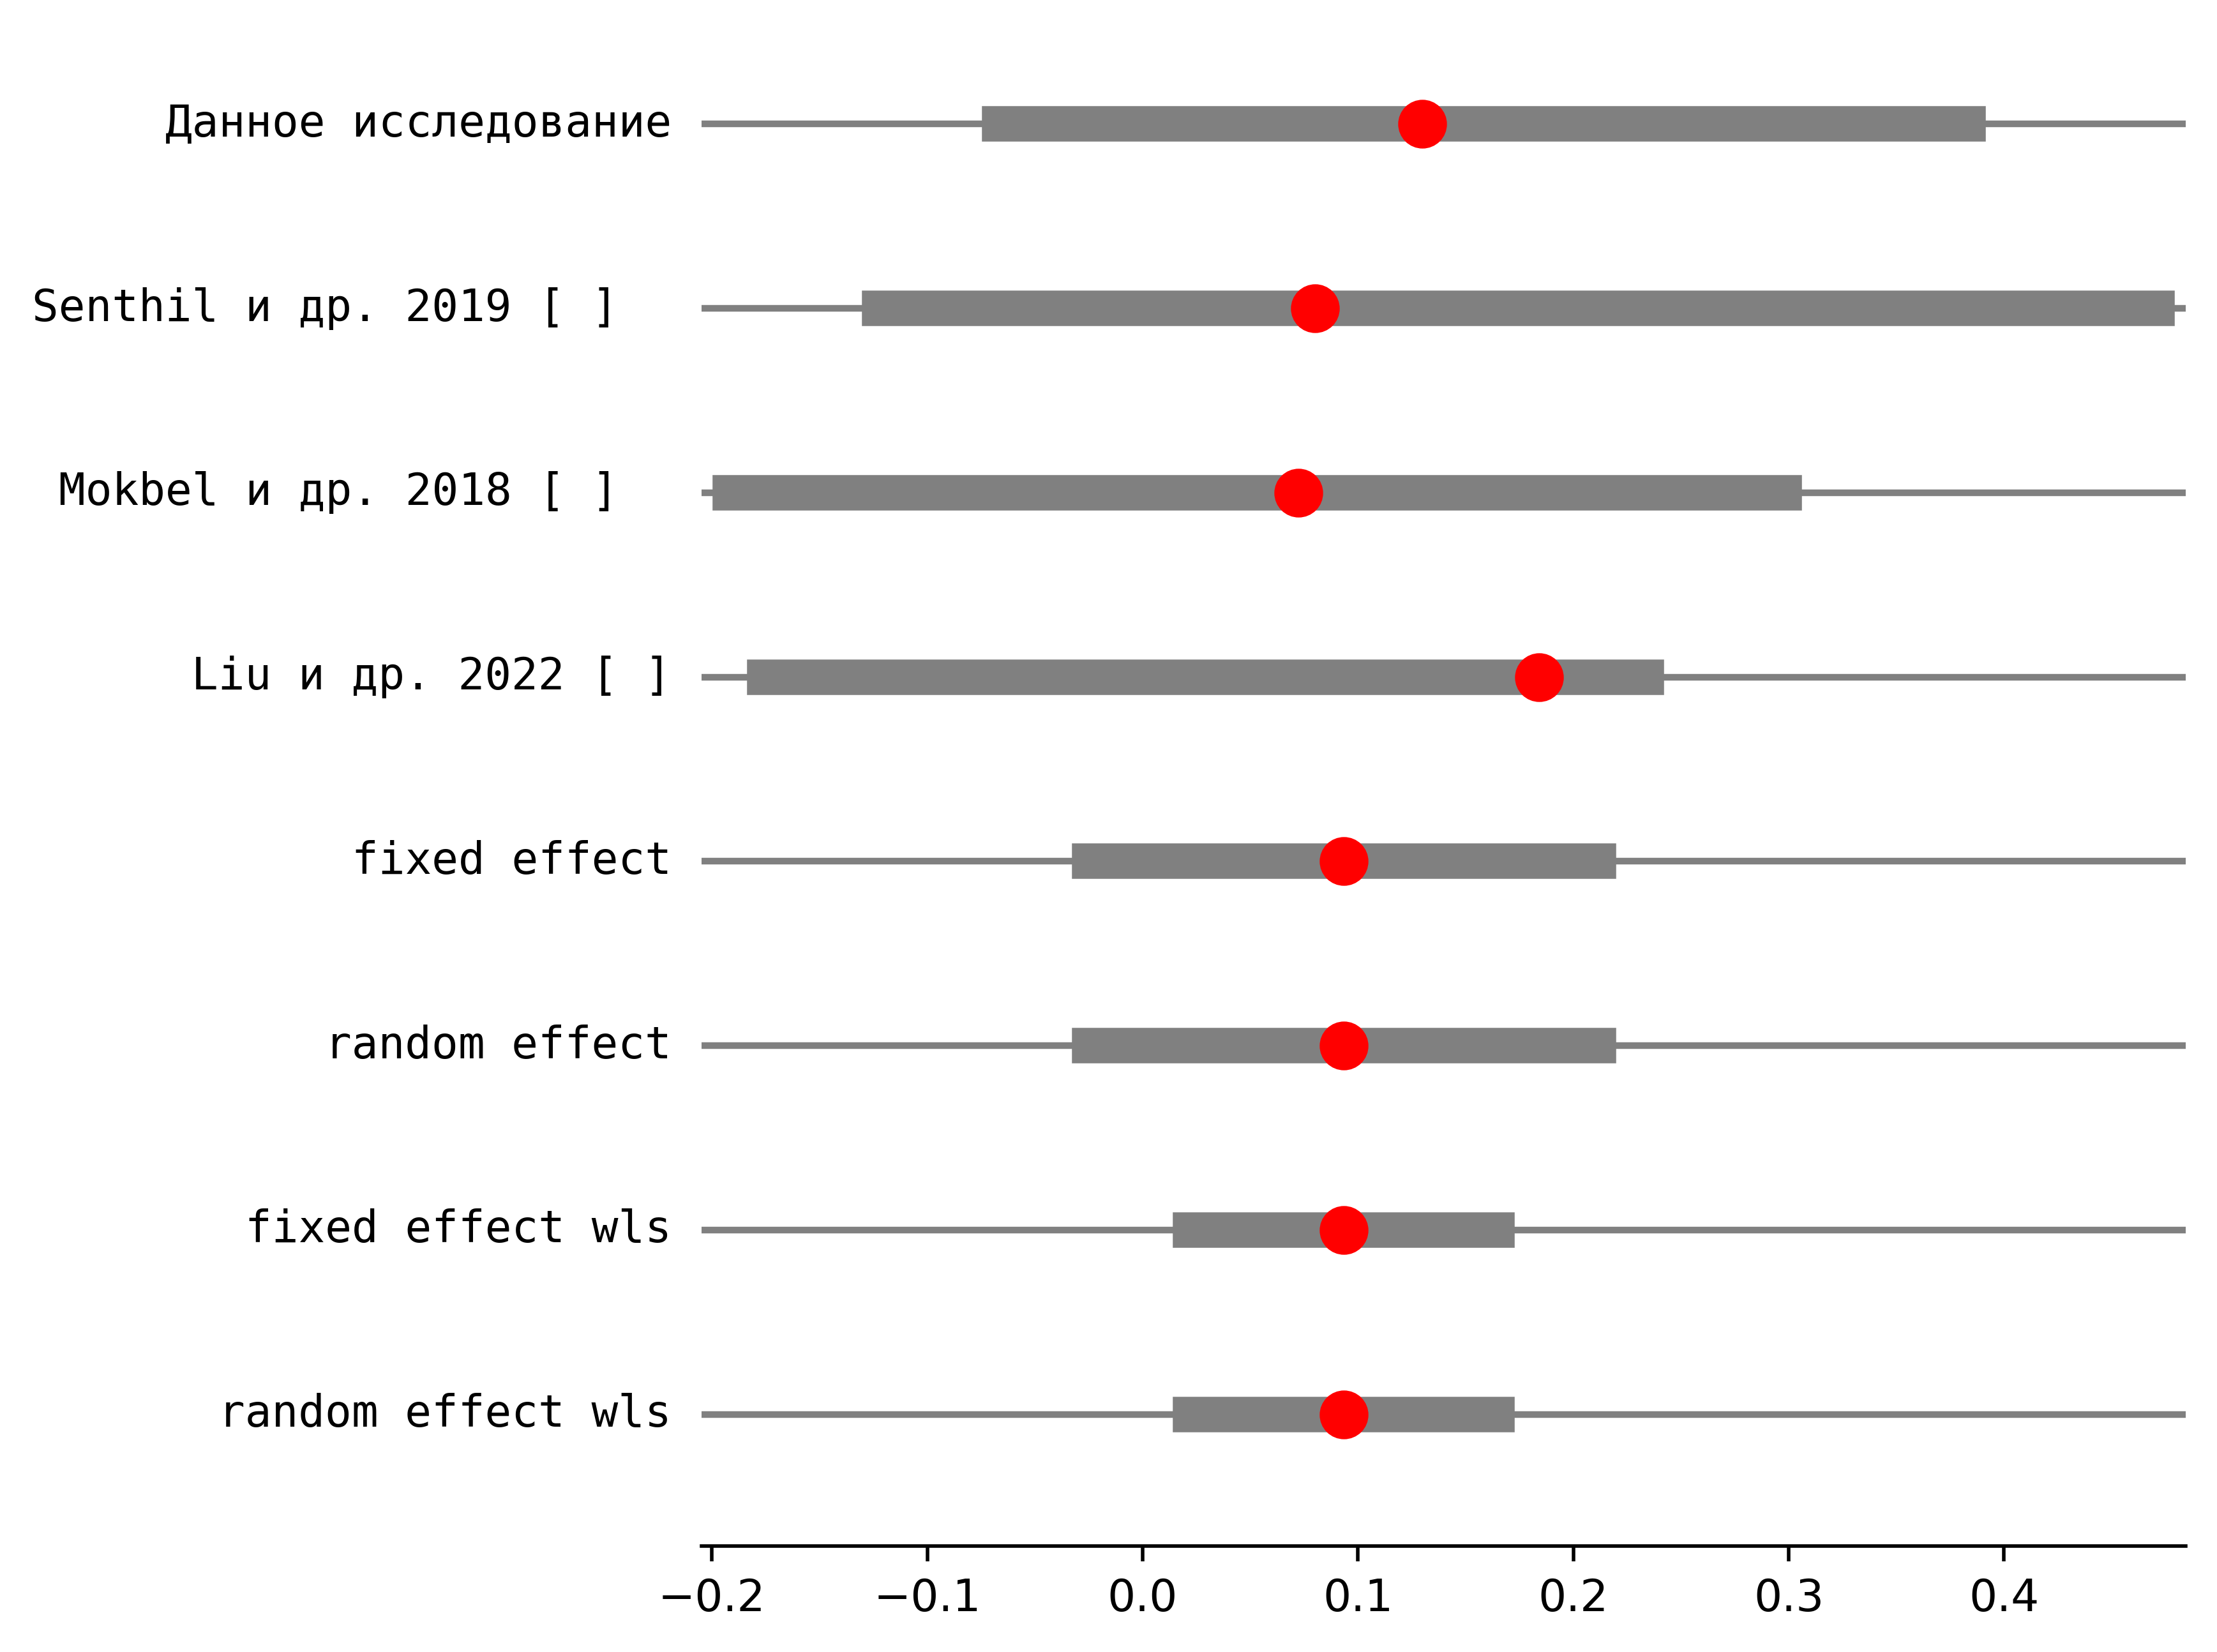 Данное исследование
Senthil и др. 2019 [ ]
Mokbel и др. 2018 [ ]
Liu и др. 2022 [ ]
fixed effect
random effect
fixed effect wls
random effect wls
−0.2 −0.1 0.0 0.1 0.2 0.3 0.4